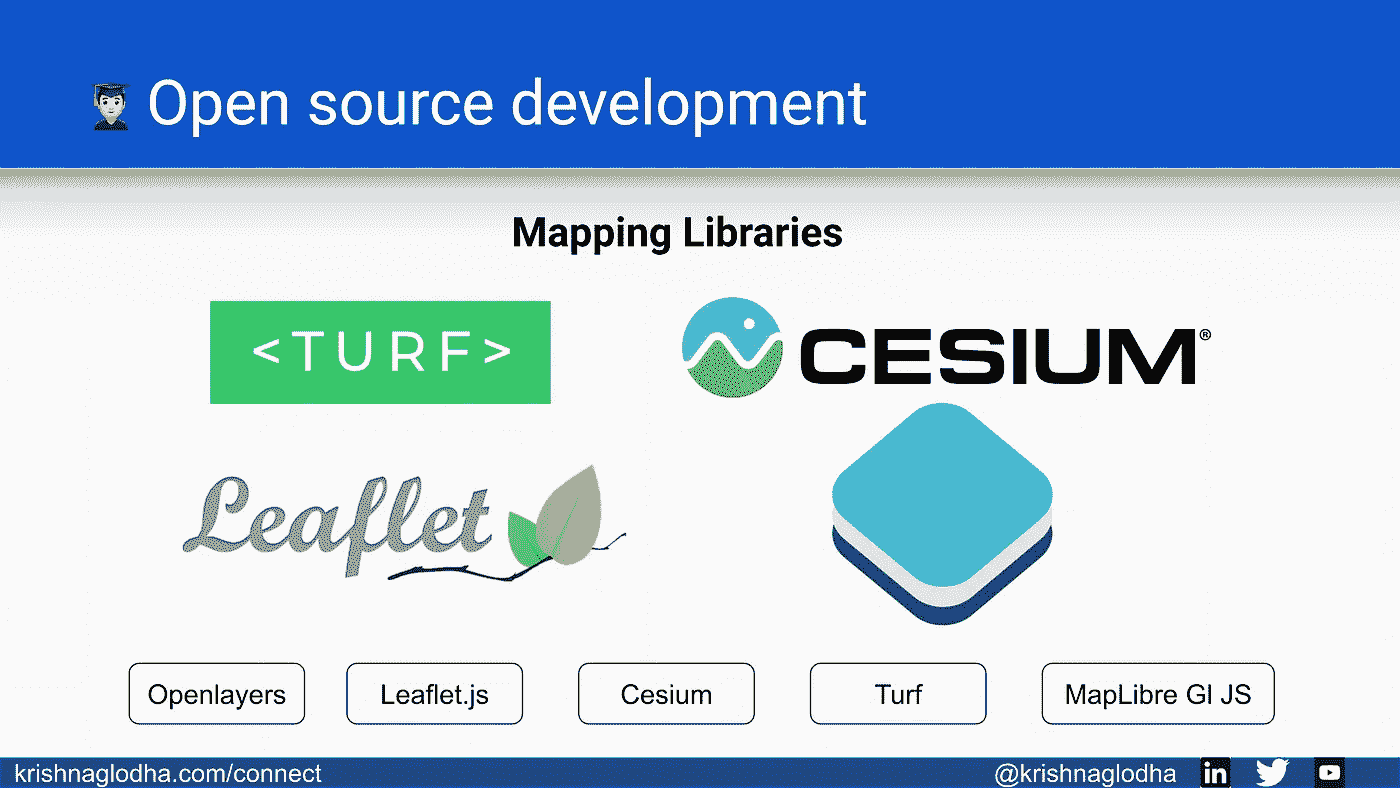 Open source development
Mapping Libraries
<TURF>
CESIUM®
Leaflet
Openlayers
Leaflet.js
Cesium
Turf
MapLibre Gl JS
krishnaglodha.com/connect
@krishnaglodha
in